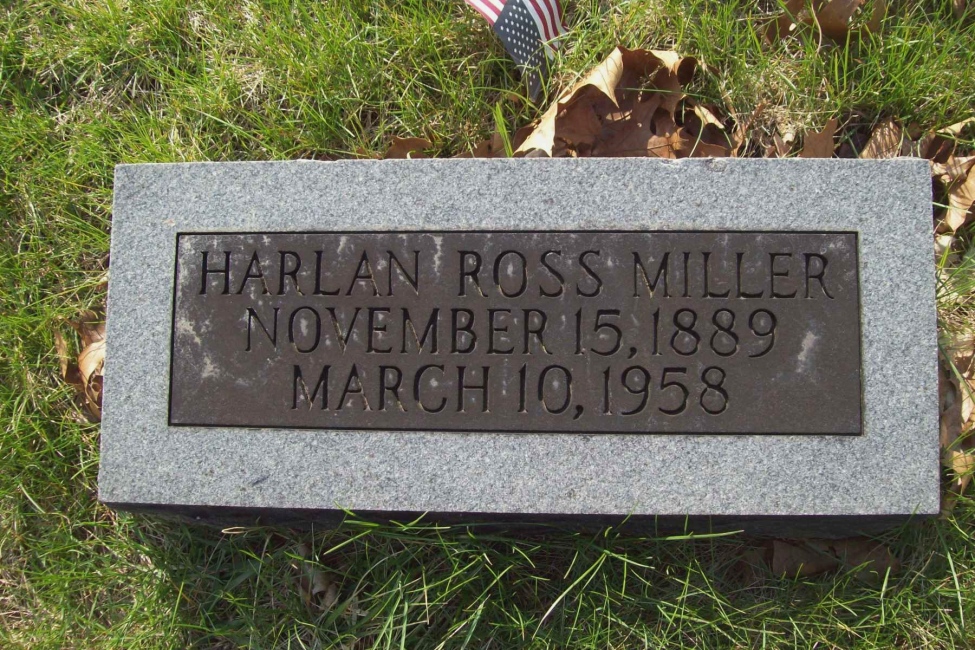 HARLAN ROSS MILLER
NOVEMBER 15, 1889
MARCH 10, 1958